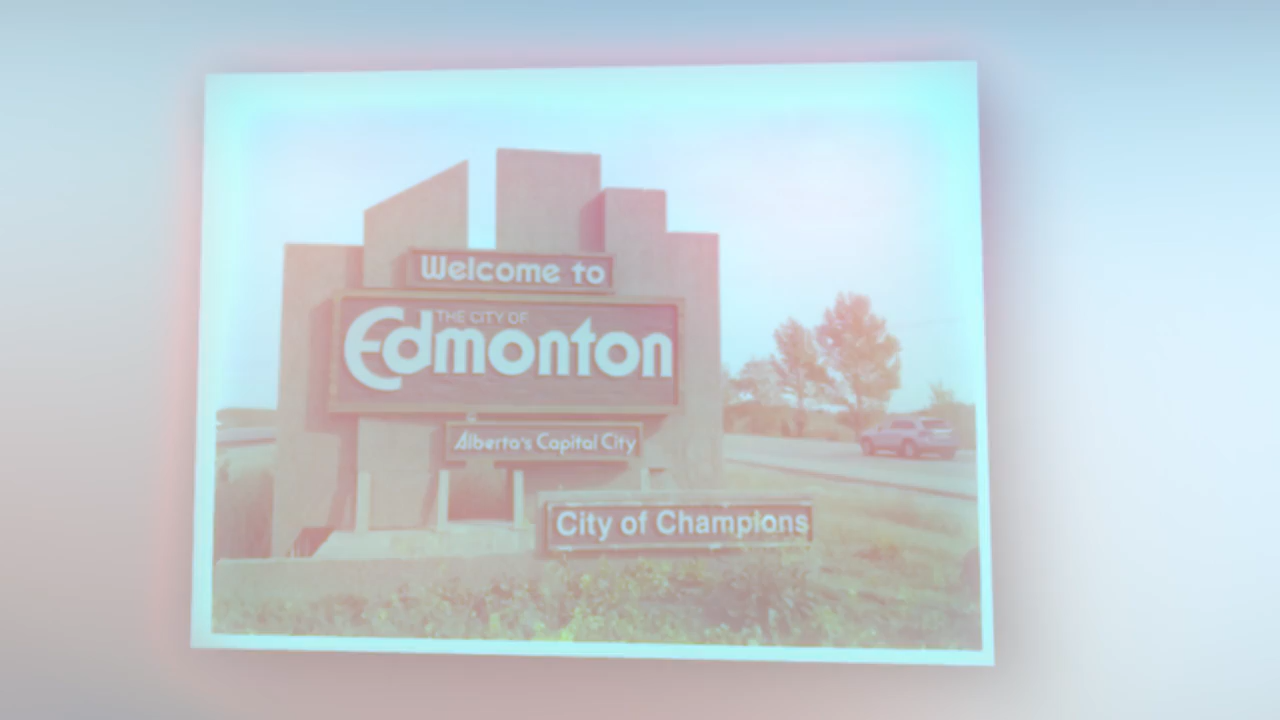 Welcome to
THE CITY OF
Edmonton
Alberta's Capital City
City of Champions